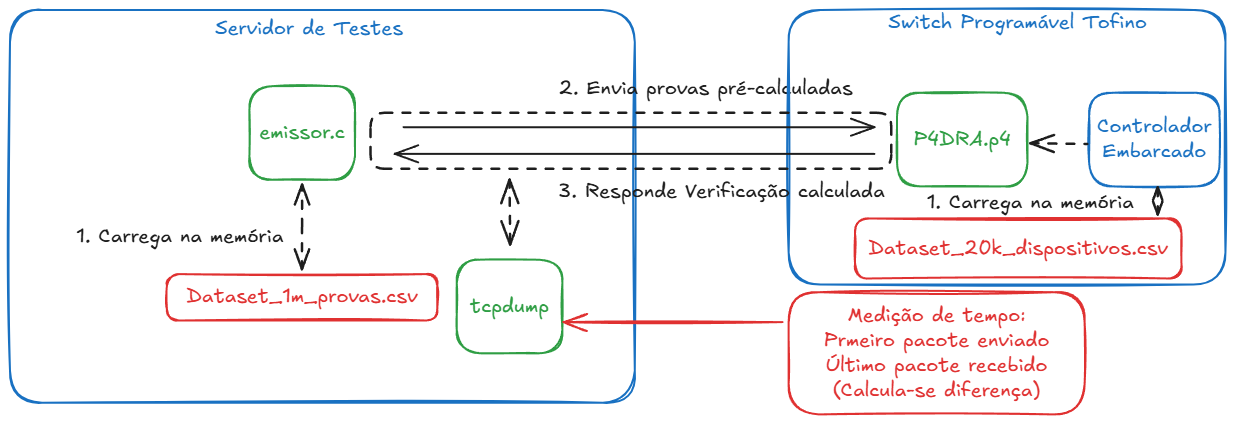 Servidor de Testes
Switch Programável Tofino
2. Envia provas pré-calculadas
emissor.c
P4DRA.p4
Controlador
Embarcado
3. Responde Verificação calculada
1. Carrega na memória
1. Carrega na memória
Dataset_20k_dispositivos.csv
Dataset_1m_provas.csv
tcpdump
Medição de tempo:
Prmeiro pacote enviado
Último pacote recebido
(Calcula-se diferença)